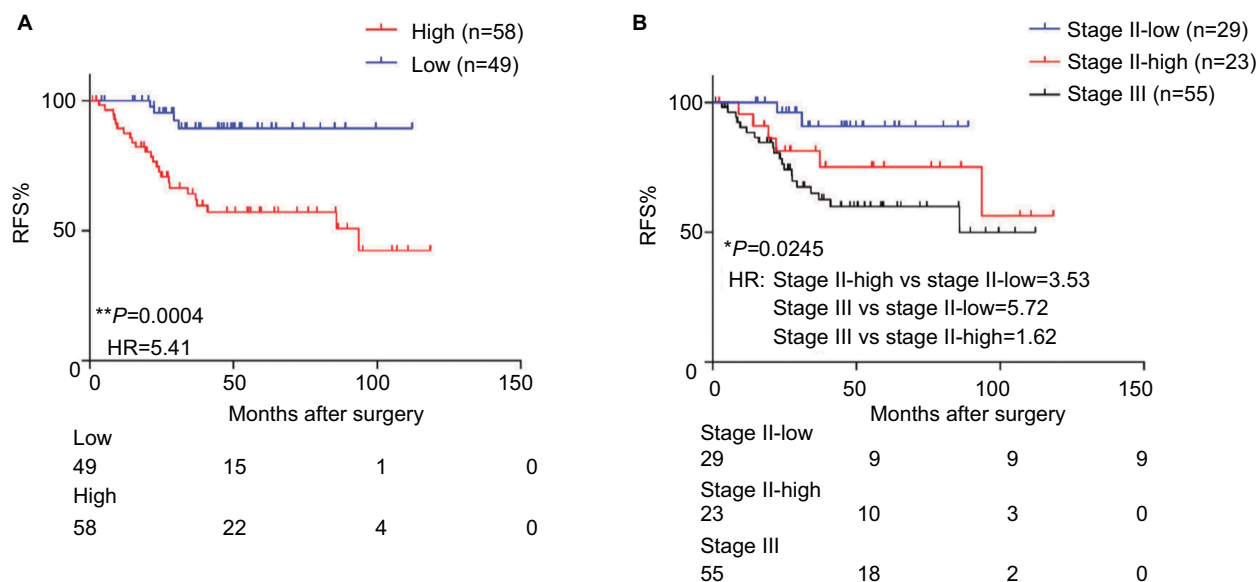 A
High (n=58)
Low (n=49)
100
50
0
RFS%
**P=0.0004
HR=5.41
0 50 100 150
Months after surgery
Low
49 15 1 0
High
58 22 4 0
B
Stage II-low (n=29)
Stage II-high (n=23)
Stage III (n=55)
100
50
0
RFS%
*P=0.0245
HR: Stage II-high vs stage II-low=3.53
Stage III vs stage II-low=5.72
Stage III vs stage II-high=1.62
0 50 100 150
Months after surgery
Stage II-low
29 9 9 9
Stage II-high
23 10 3 0
Stage III
55 18 2 0